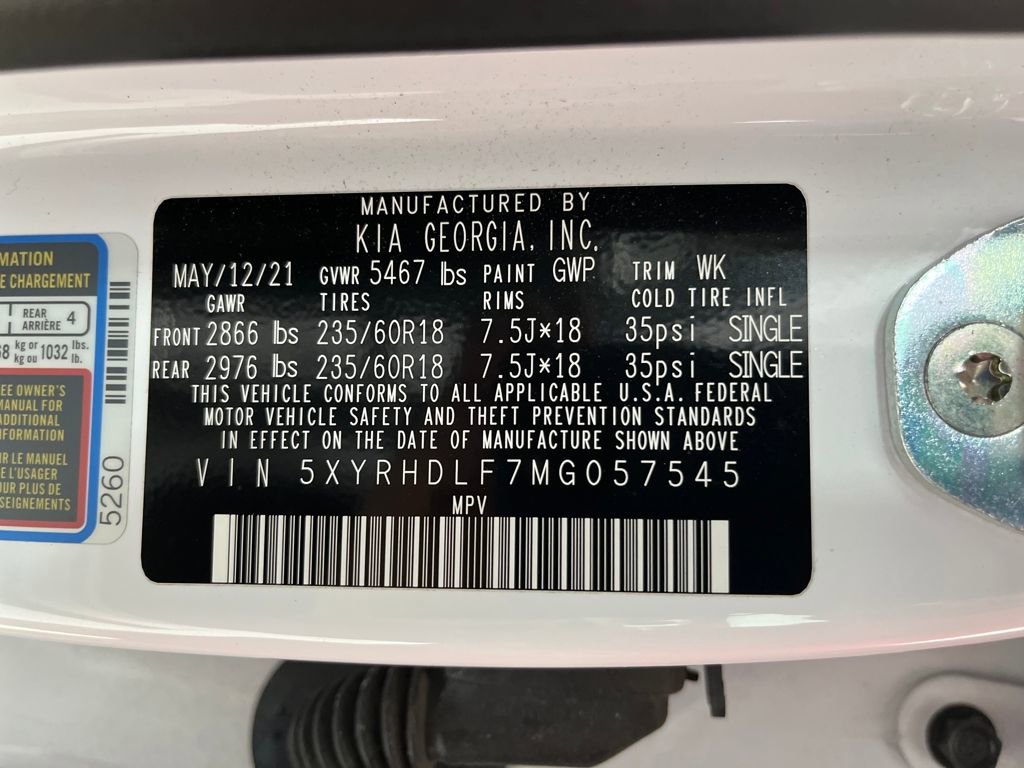 MANUFACTURED BY
KIA GEORGIA, INC.
MAY/12/21 GVWR 5467 lbs PAINT GWP TRIM WK
GAWR TIRES RIMS COLD TIRE INFL
FRONT 2866 lbs 235/60R18 7.5J*18 35psi SINGLE
REAR 2976 lbs 235/60R18 7.5J*18 35psi SINGLE
THIS VEHICLE CONFORMS TO ALL APPLICABLE U.S.A. FEDERAL
MOTOR VEHICLE SAFETY AND THEFT PREVENTION STANDARDS
IN EFFECT ON THE DATE OF MANUFACTURE SHOWN ABOVE
VIN 5XYRHDLF7MG057545
MPV
CHARGEMENT
REAR
ARRIÈRE 4
kg or
kg ou 1032 lbs.
lb.
OWNER'S
MANUAL FOR
ADDITIONAL
INFORMATION
LE MANUEL
DE L'USAGER
PLUS DE
5260